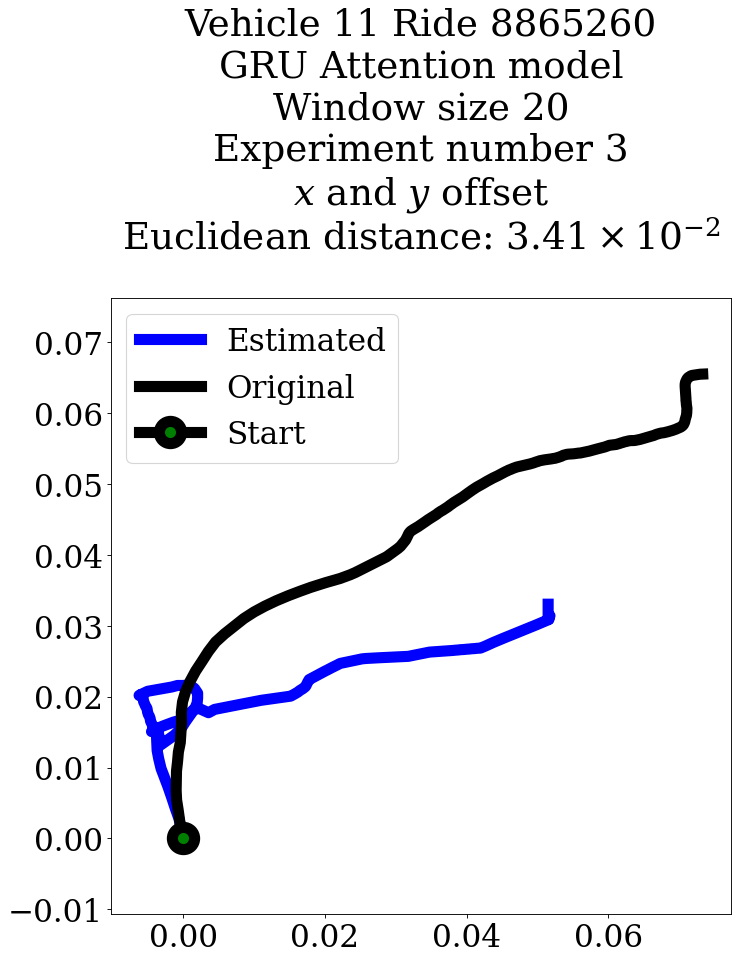 Vehicle 11 Ride 8865260
GRU Attention model
Window size 20
Experiment number 3
x and y offset
Euclidean distance: 3.41 × 10⁻²
Estimated
Original
Start
0.07
0.06
0.05
0.04
0.03
0.02
0.01
0.00
−0.01
0.00 0.02 0.04 0.06